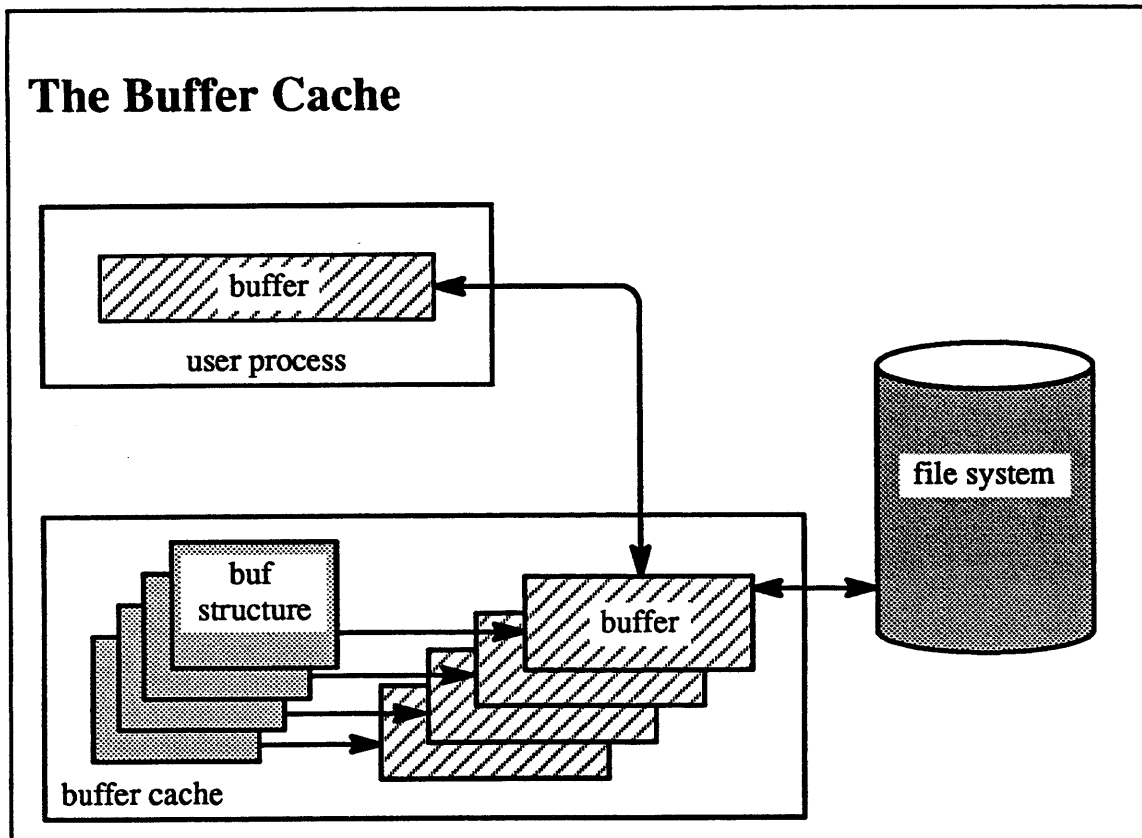 The Buffer Cache
buffer
user process
file system
buf
structure
buffer
buffer cache